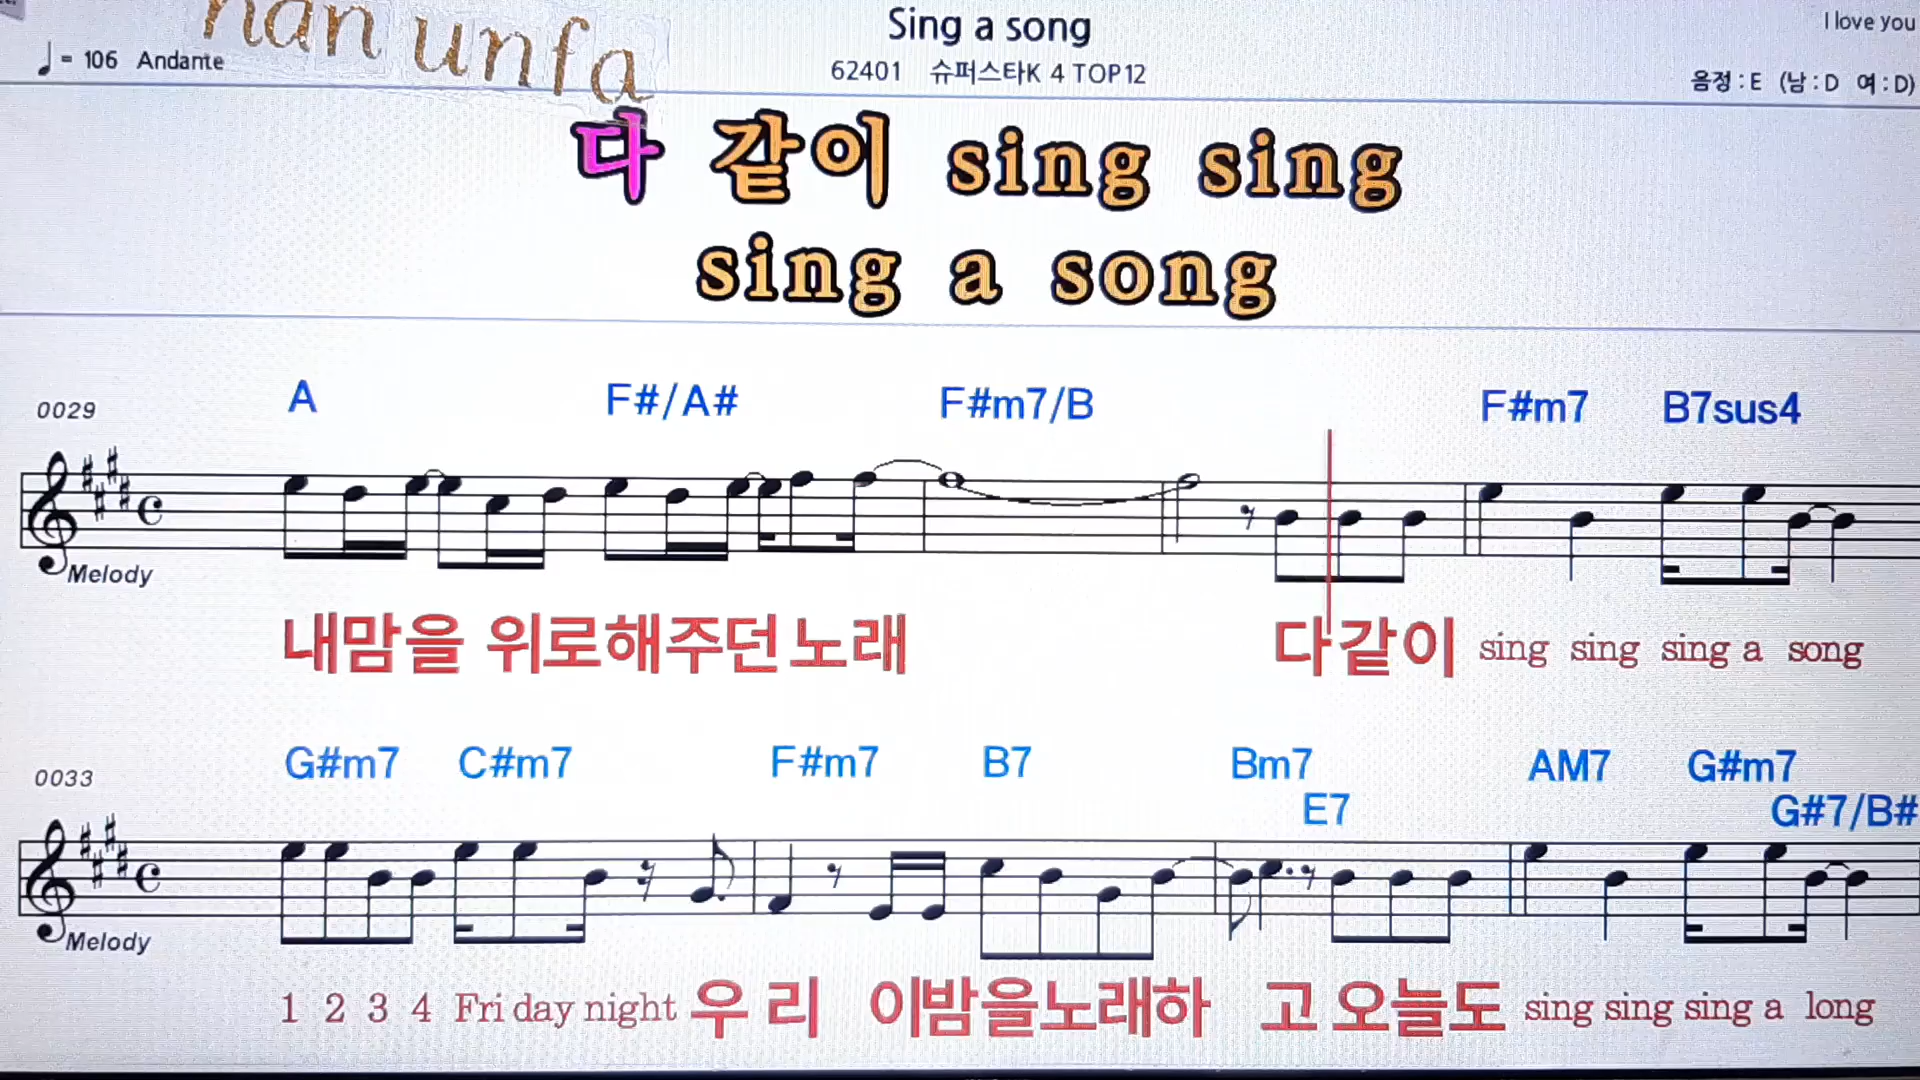 nan unfa
Sing a song
I love you
♩= 106 Andante
62401 슈퍼스타K 4 TOP12
음정 : E (남 : D 여 : D)
다 같이 sing sing
sing a song
0029
A F#/A# F#m7/B F#m7 B7sus4
Melody
내맘을 위로해주던노래 다같이 sing sing sing a song
0033
G#m7 C#m7 F#m7 B7 Bm7 AM7 G#m7
E7 G#7/B#
Melody
1 2 3 4 Fri day night 우 리 이밤을노래하 고 오늘도 sing sing sing a long